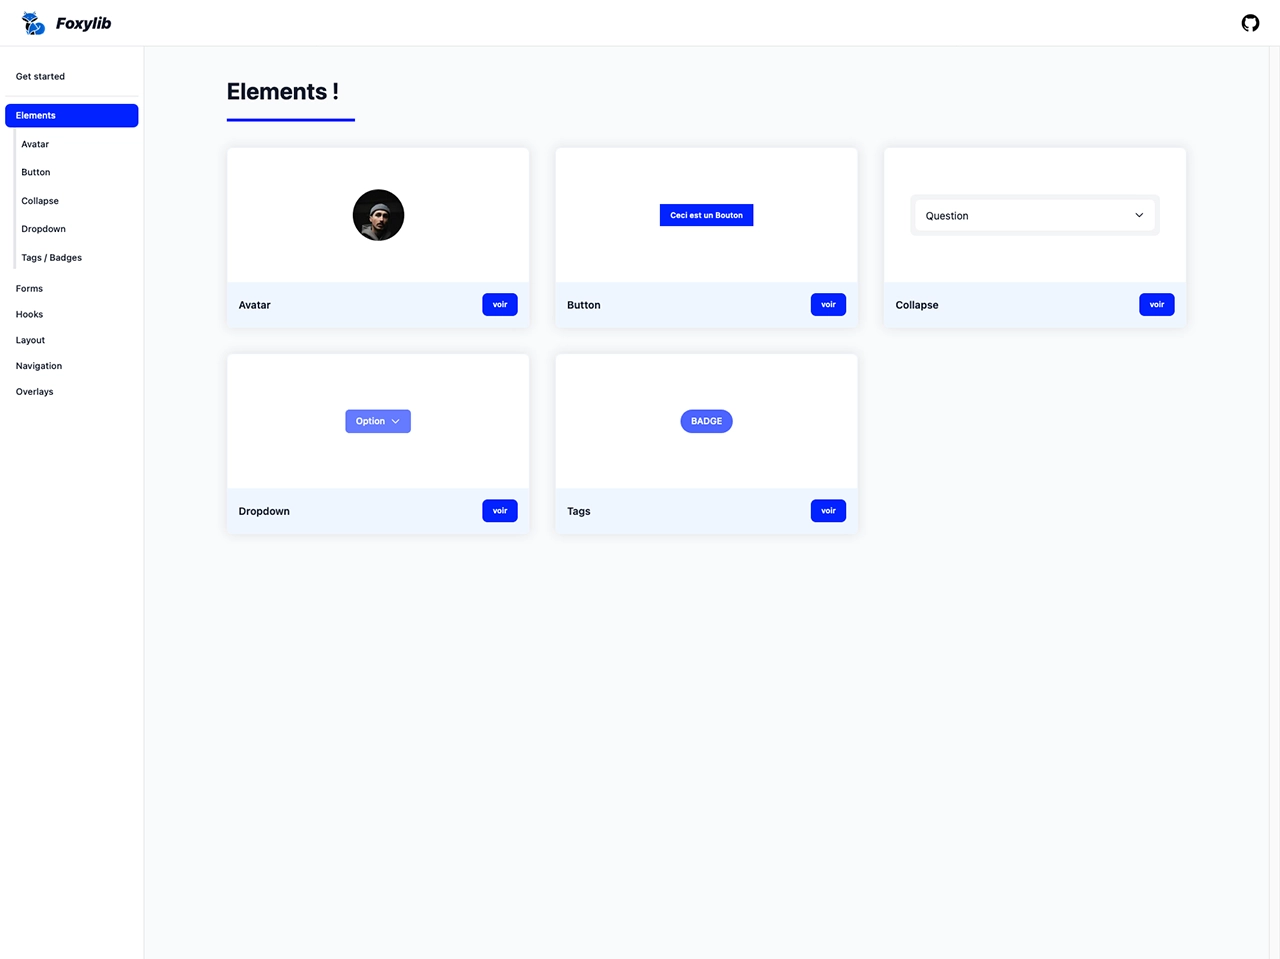 Foxylib
Get started
Elements
Avatar
Button
Collapse
Dropdown
Tags / Badges
Forms
Hooks
Layout
Navigation
Overlays
Elements !
Ceci est un Bouton
Question
Avatar
voir
Button
voir
Collapse
voir
Option
BADGE
Dropdown
voir
Tags
voir